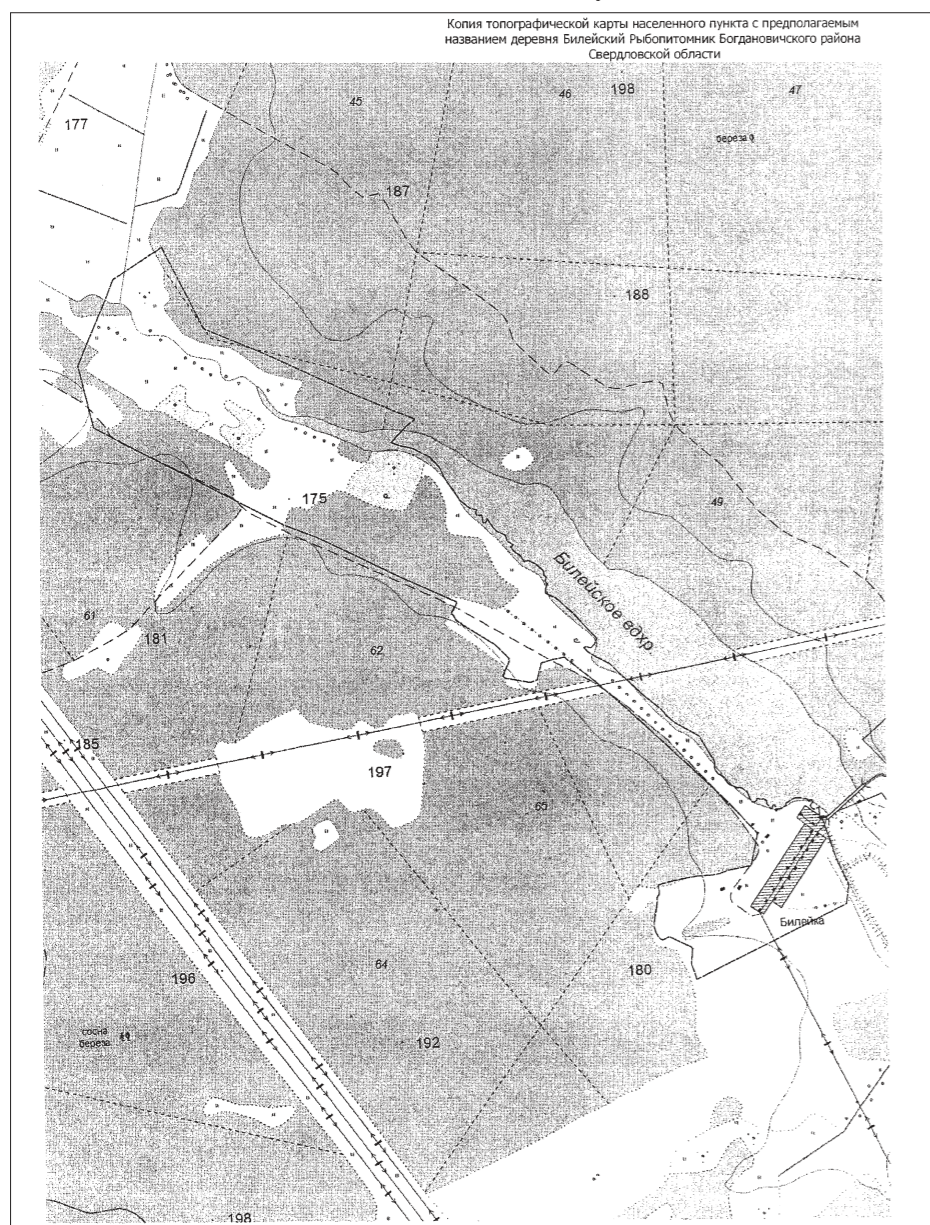 Копия топографической карты населенного пункта с предполагаемым
названием деревня Билейский Рыбопитомник Богдановичского района
Свердловской области
45
46
198
47
177
береза
187
188
49
175
Билейское вдхр
61
181
62
185
197
65
Билейка
64
180
196
192
сосна
береза
198